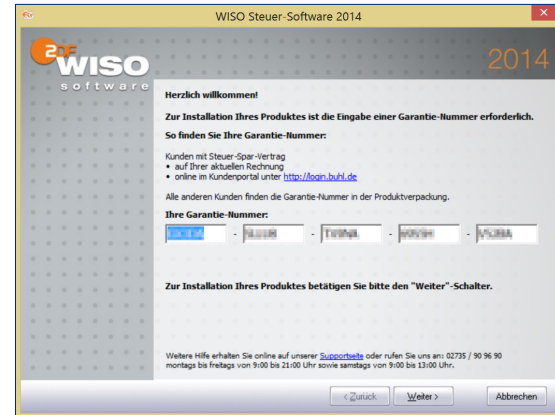 WISO Steuer-Software 2014
ZDF
WISO
software
2014
Herzlich willkommen!
Zur Installation Ihres Produktes ist die Eingabe einer Garantie-Nummer erforderlich.
So finden Sie Ihre Garantie-Nummer:
Kunden mit Steuer-Spar-Vertrag
• auf Ihrer aktuellen Rechnung
• online im Kundenportal unter http://login.buhl.de
Alle anderen Kunden finden die Garantie-Nummer in der Produktverpackung.
Ihre Garantie-Nummer:
- - - -
Zur Installation Ihres Produktes betätigen Sie bitte den "Weiter"-Schalter.
Weitere Hilfe erhalten Sie online auf unserer Supportseite oder rufen Sie uns an: 02735 / 90 96 90
montags bis freitags von 9:00 bis 21:00 Uhr sowie samstags von 9:00 bis 13:00 Uhr.
< Zurück Weiter > Abbrechen